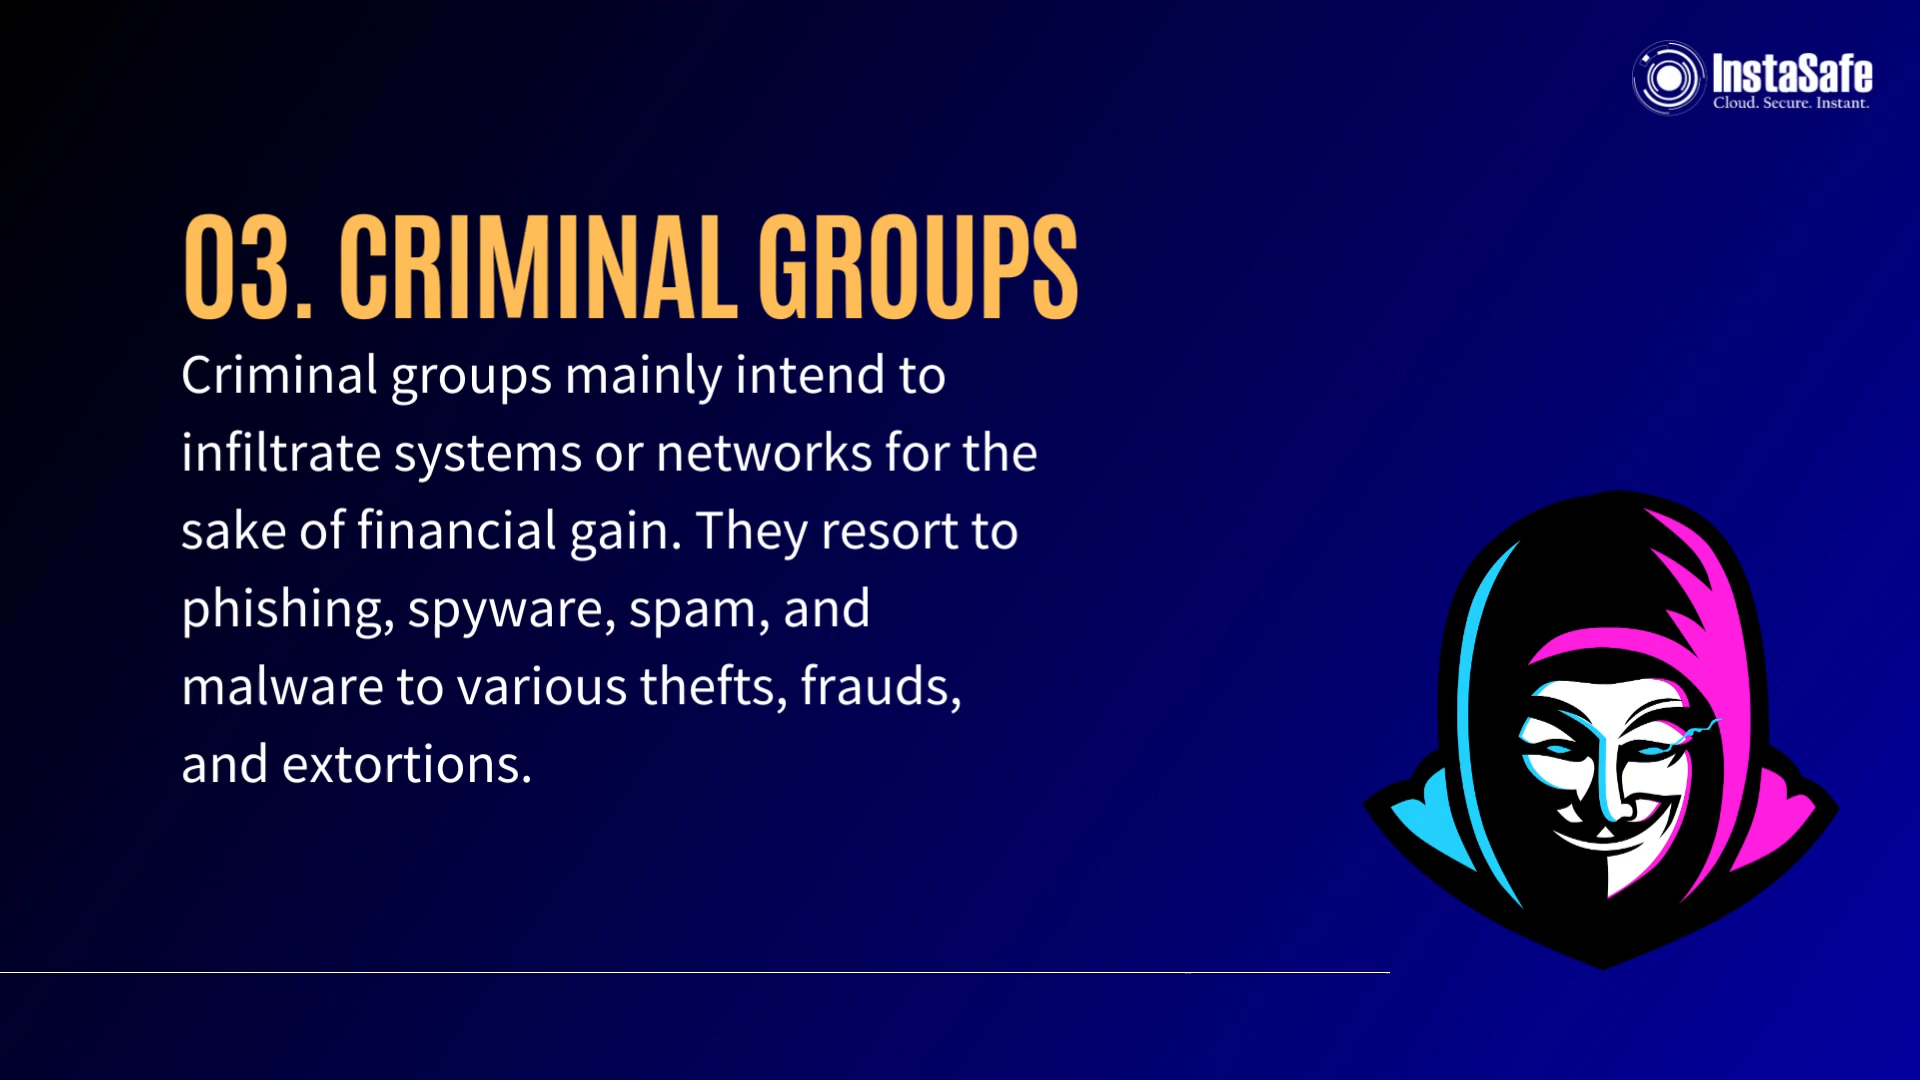 InstaSafe
Cloud. Secure. Instant.
03. CRIMINAL GROUPS
Criminal groups mainly intend to
infiltrate systems or networks for the
sake of financial gain. They resort to
phishing, spyware, spam, and
malware to various thefts, frauds,
and extortions.